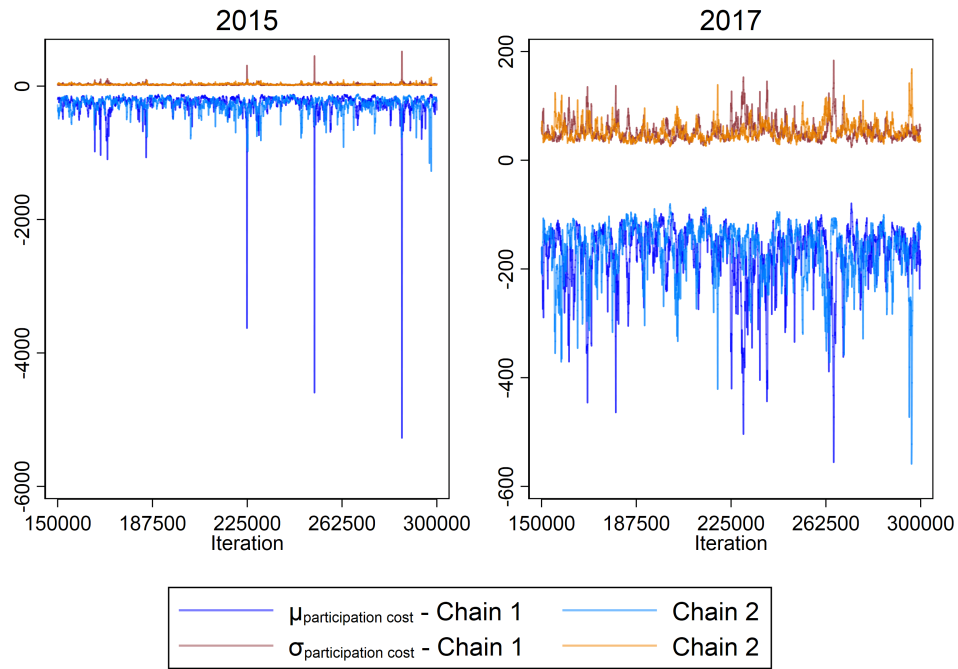 2015 2017
0 200
-2000 0
-4000 -200
-6000 -400
-600
150000 187500 225000 262500 300000 150000 187500 225000 262500 300000
Iteration Iteration
μparticipation cost - Chain 1 Chain 2
σparticipation cost - Chain 1 Chain 2